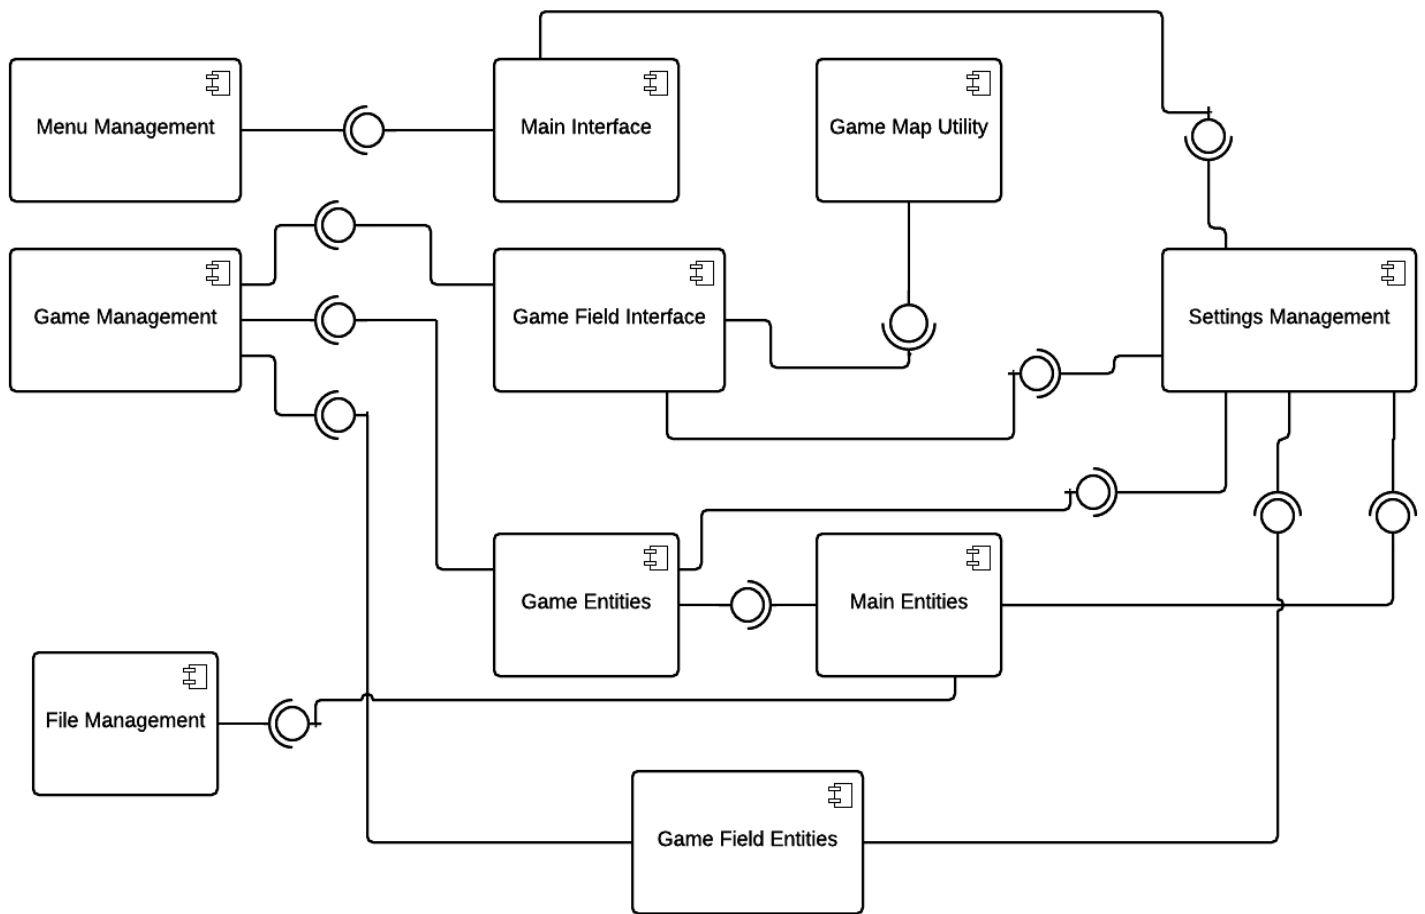 Menu Management
Main Interface
Game Map Utility
Game Management
Game Field Interface
Settings Management
Game Entities
Main Entities
File Management
Game Field Entities